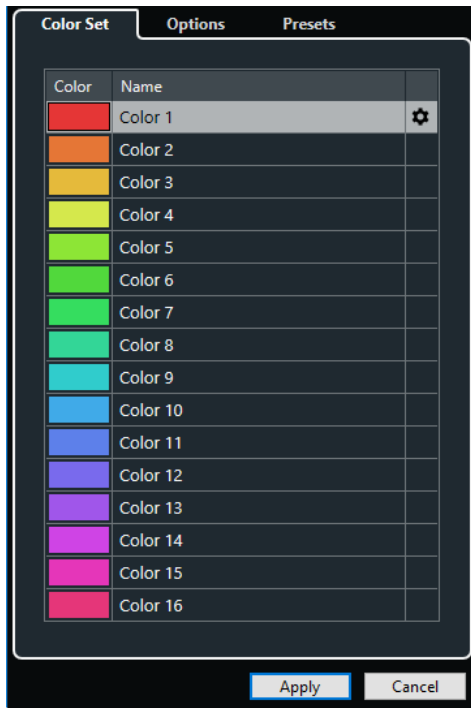 Color Set Options Presets
Color Name
Color 1
Color 2
Color 3
Color 4
Color 5
Color 6
Color 7
Color 8
Color 9
Color 10
Color 11
Color 12
Color 13
Color 14
Color 15
Color 16
Apply Cancel